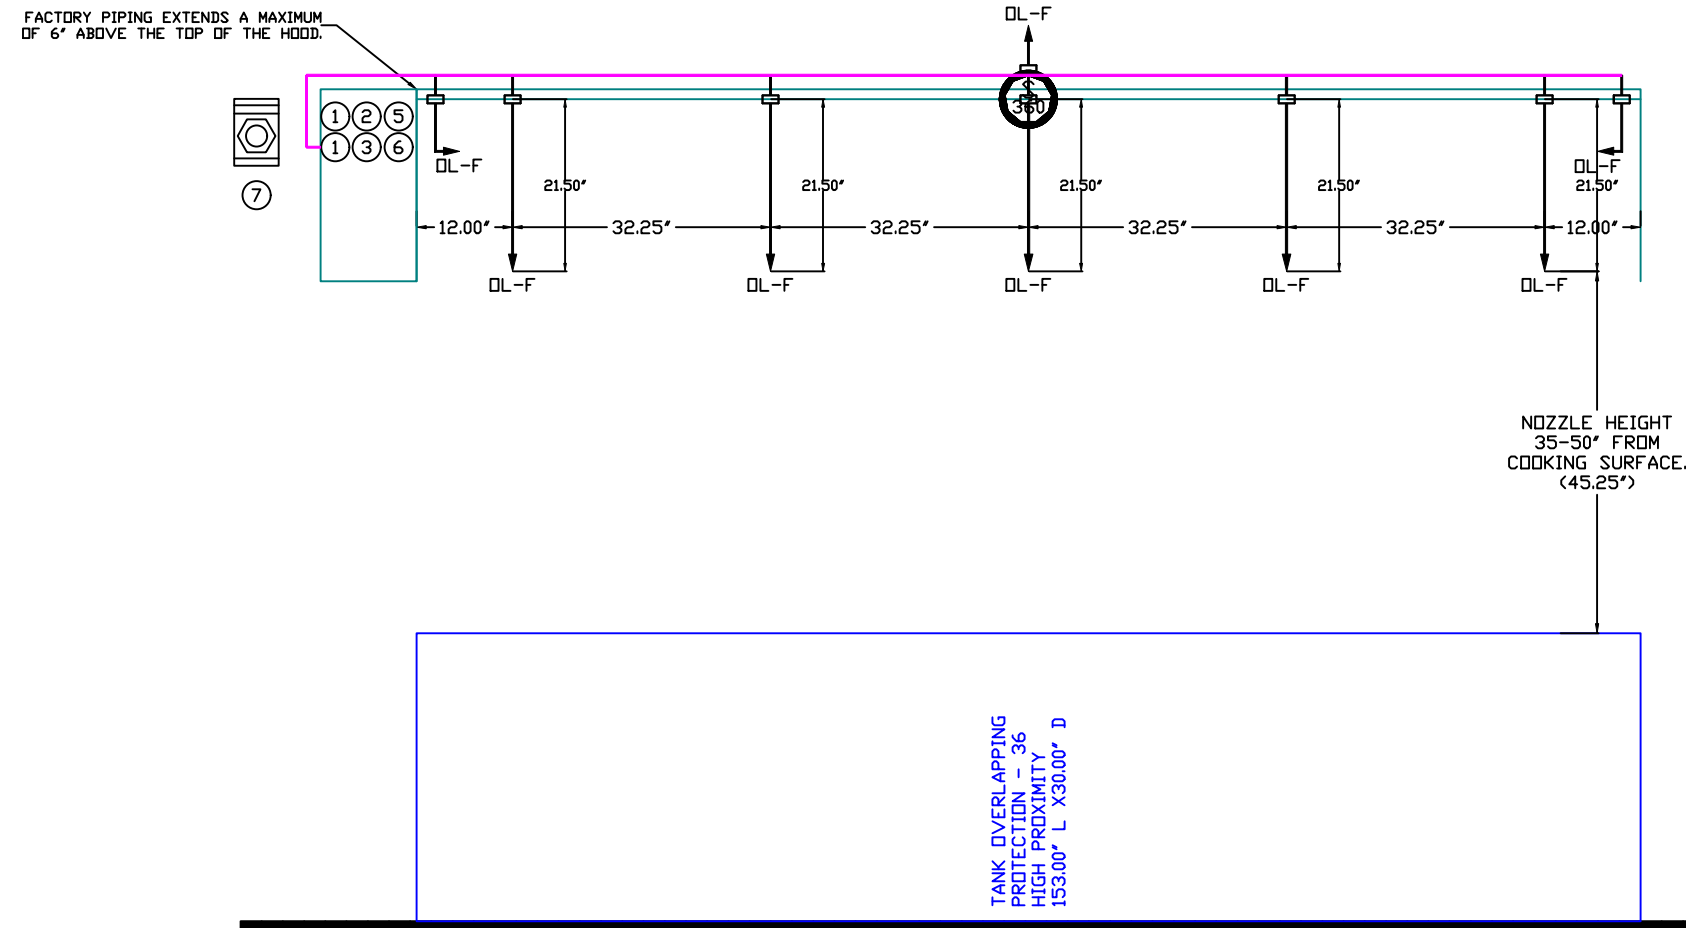 FACTORY PIPING EXTENDS A MAXIMUM
OF 6" ABOVE THE TOP OF THE HOOD.
OL-F
360
1 2 5
1 3 6
7
OL-F
OL-F
21.50"
21.50"
21.50"
21.50"
21.50"
12.00"
32.25"
32.25"
32.25"
32.25"
12.00"
OL-F
OL-F
OL-F
OL-F
OL-F
NOZZLE HEIGHT
35-50" FROM
COOKING SURFACE.
(45.25")
TANK OVERLAPPING
PROTECTION - 36
HIGH PROXIMITY
153.00" L X30.00" D